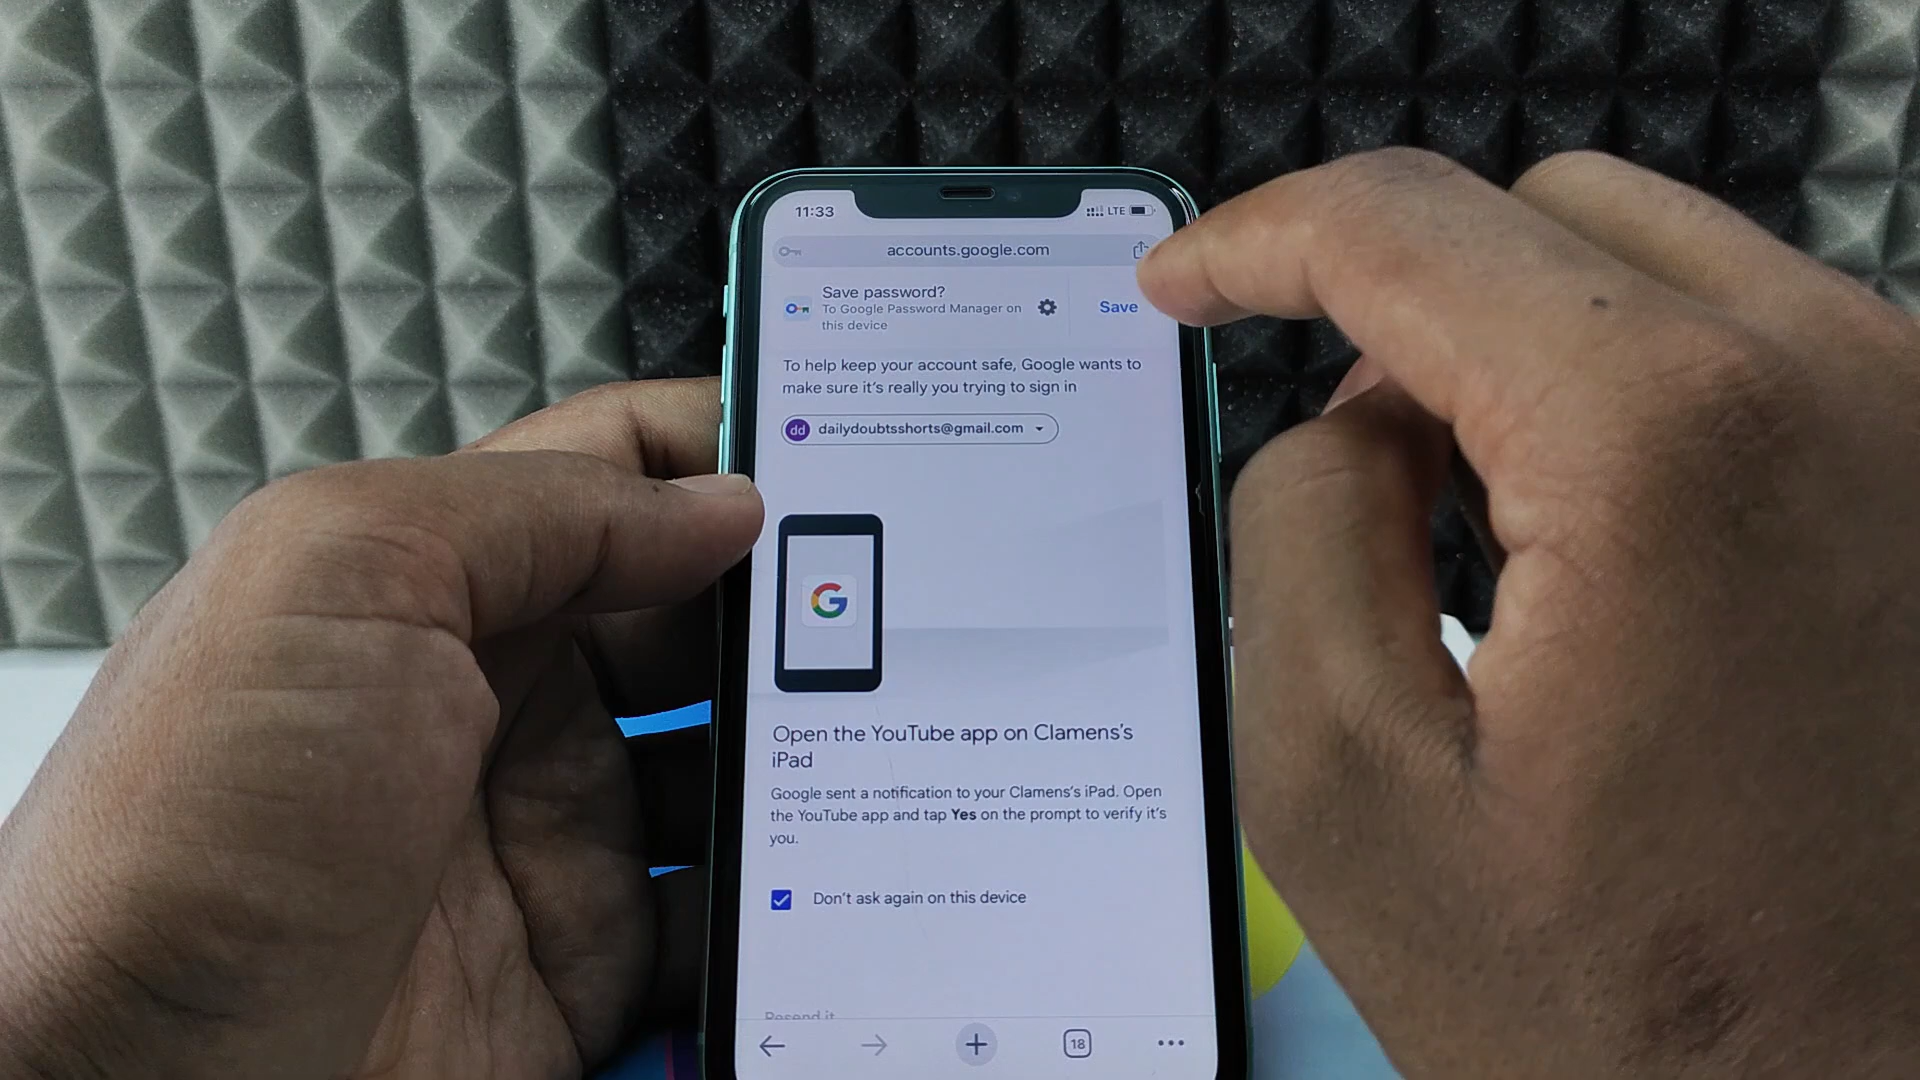 11:33
LTE
accounts.google.com
Save password?
To Google Password Manager on
this device
Save
To help keep your account safe, Google wants to
make sure it's really you trying to sign in
dd dailydoubtsshorts@gmail.com
G
Open the YouTube app on Clamens's
iPad
Google sent a notification to your Clamens's iPad. Open
the YouTube app and tap Yes on the prompt to verify it's
you.
Don't ask again on this device
Resend it
18